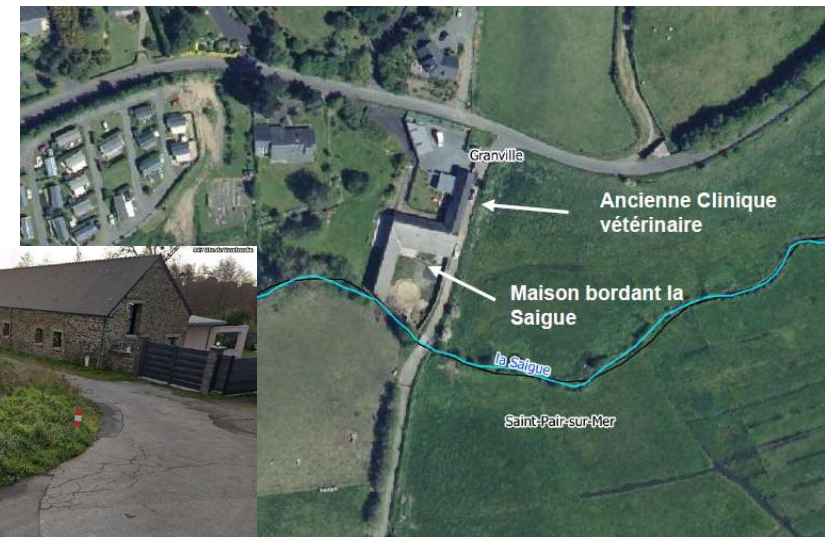 Granville
Ancienne Clinique
vétérinaire
Maison bordant la
Saigue
la Saigue
Saint-Pair-sur-Mer